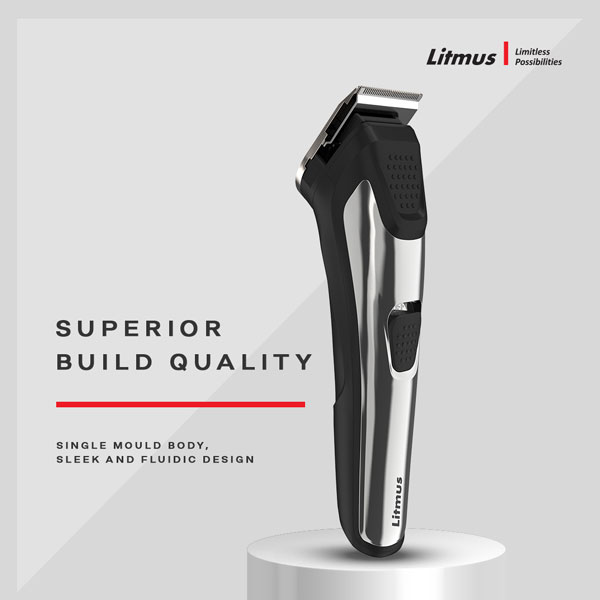 Litmus
Limitless
Possibilities
SUPERIOR
BUILD QUALITY
SINGLE MOULD BODY,
SLEEK AND FLUIDIC DESIGN
Litmus